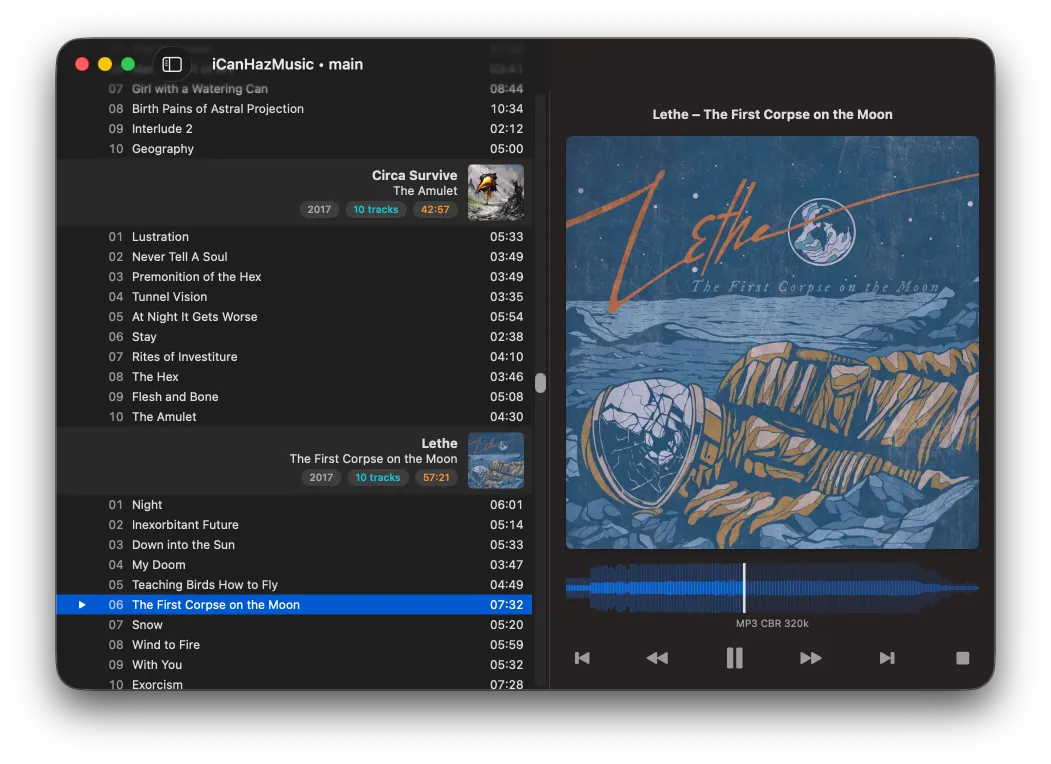 iCanHazMusic • main
07 Girl with a Watering Can 08:44
08 Birth Pains of Astral Projection 10:34
09 Interlude 2 02:12
10 Geography 05:00
Circa Survive
The Amulet
2017 10 tracks 42:57
01 Lustration 05:33
02 Never Tell A Soul 03:49
03 Premonition of the Hex 03:49
04 Tunnel Vision 03:35
05 At Night It Gets Worse 05:54
06 Stay 02:38
07 Rites of Investiture 04:10
08 The Hex 03:46
09 Flesh and Bone 05:08
10 The Amulet 04:30
Lethe
The First Corpse on the Moon
2017 10 tracks 57:21
01 Night 06:01
02 Inexorbitant Future 05:14
03 Down into the Sun 05:33
04 My Doom 03:47
05 Teaching Birds How to Fly 04:49
06 The First Corpse on the Moon 07:32
07 Snow 05:20
08 Wind to Fire 05:59
09 With You 05:32
10 Exorcism 07:28
Lethe – The First Corpse on the Moon
Lethe
The First Corpse on the Moon
MP3 CBR 320k